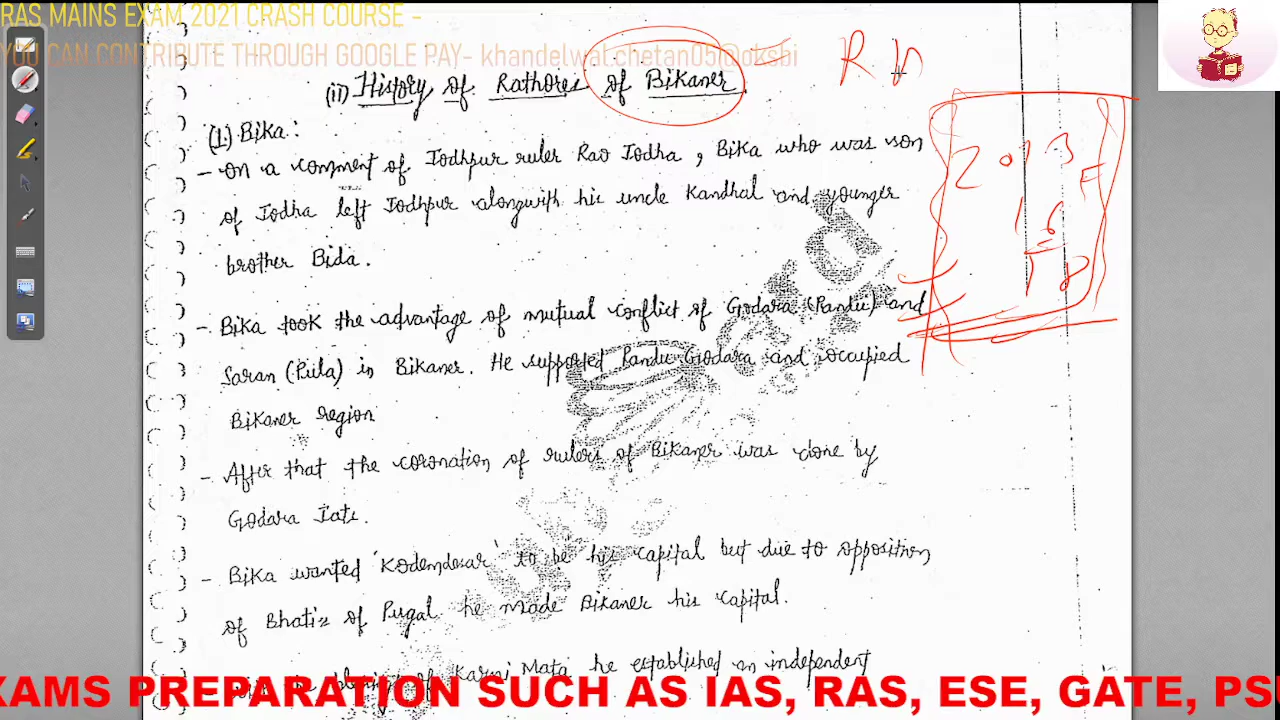 RAS MAINS EXAM 2021 CRASH COURSE -
YOU CAN CONTRIBUTE THROUGH GOOGLE PAY- khandelwal.chetan05@oksbi
R
(ii) History of Rathores of Bikaner.
2013
16
18
(1) Bika:
- On a comment of Jodhpur ruler Rao Jodha, Bika who was son
of Jodha left Jodhpur alongwith his uncle Kandhal and younger
brother Bida.
- Bika took the advantage of mutual conflict of Godara (Pandu) and
Saran (Pula) in Bikaner. He supported Pandu Godara and occupied
Bikaner region
- After that the coronation of rulers of Bikaner was done by
Godara Jats.
- Bika wanted 'Kodemdesar' to be his capital but due to opposition
of Bhatis of Pugal he made Bikaner his capital.
of Karni Mata he established an independent
EXAMS PREPARATION SUCH AS IAS, RAS, ESE, GATE,